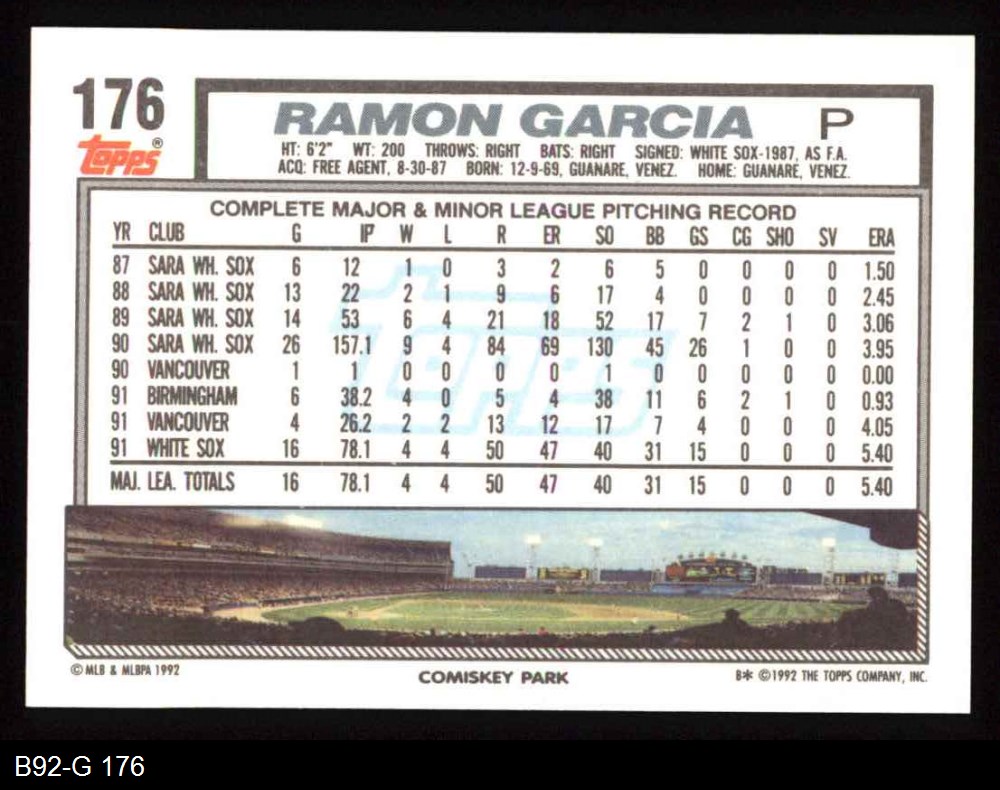 176
Topps®
RAMON GARCIA P
HT: 6'2" WT: 200 THROWS: RIGHT BATS: RIGHT SIGNED: WHITE SOX-1987, AS F.A.
ACQ: FREE AGENT, 8-30-87 BORN: 12-9-69, GUANARE, VENEZ. HOME: GUANARE, VENEZ.
COMPLETE MAJOR & MINOR LEAGUE PITCHING RECORD
YR CLUB G IP W L R ER SO BB GS CG SHO SV ERA
87 SARA WH. SOX 6 12 1 0 3 2 6 5 0 0 0 0 1.50
88 SARA WH. SOX 13 22 2 1 9 6 17 4 0 0 0 0 2.45
89 SARA WH. SOX 14 53 6 4 21 18 52 17 7 2 1 0 3.06
90 SARA WH. SOX 26 157.1 9 4 84 69 130 45 26 1 0 0 3.95
90 VANCOUVER 1 1 0 0 0 0 1 0 0 0 0 0 0.00
91 BIRMINGHAM 6 38.2 4 0 5 4 38 11 6 2 1 0 0.93
91 VANCOUVER 4 26.2 2 2 13 12 17 7 4 0 0 0 4.05
91 WHITE SOX 16 78.1 4 4 50 47 40 31 15 0 0 0 5.40
MAJ. LEA. TOTALS 16 78.1 4 4 50 47 40 31 15 0 0 0 5.40
Topps
© MLB & MLBPA 1992
COMISKEY PARK
B* ©1992 THE TOPPS COMPANY, INC.
B92-G 176